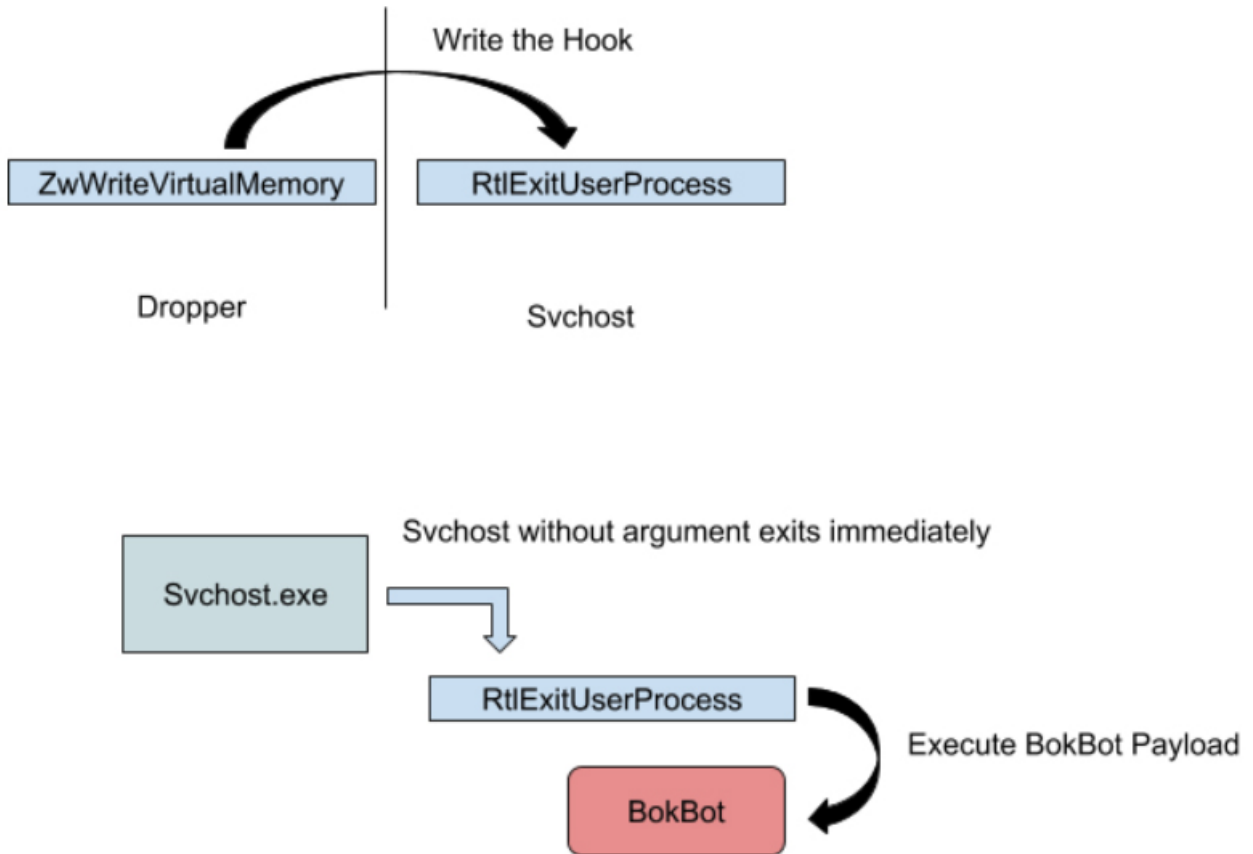 Write the Hook
ZwWriteVirtualMemory
RtlExitUserProcess
Dropper
Svchost
Svchost without argument exits immediately
Svchost.exe
RtlExitUserProcess
Execute BokBot Payload
BokBot